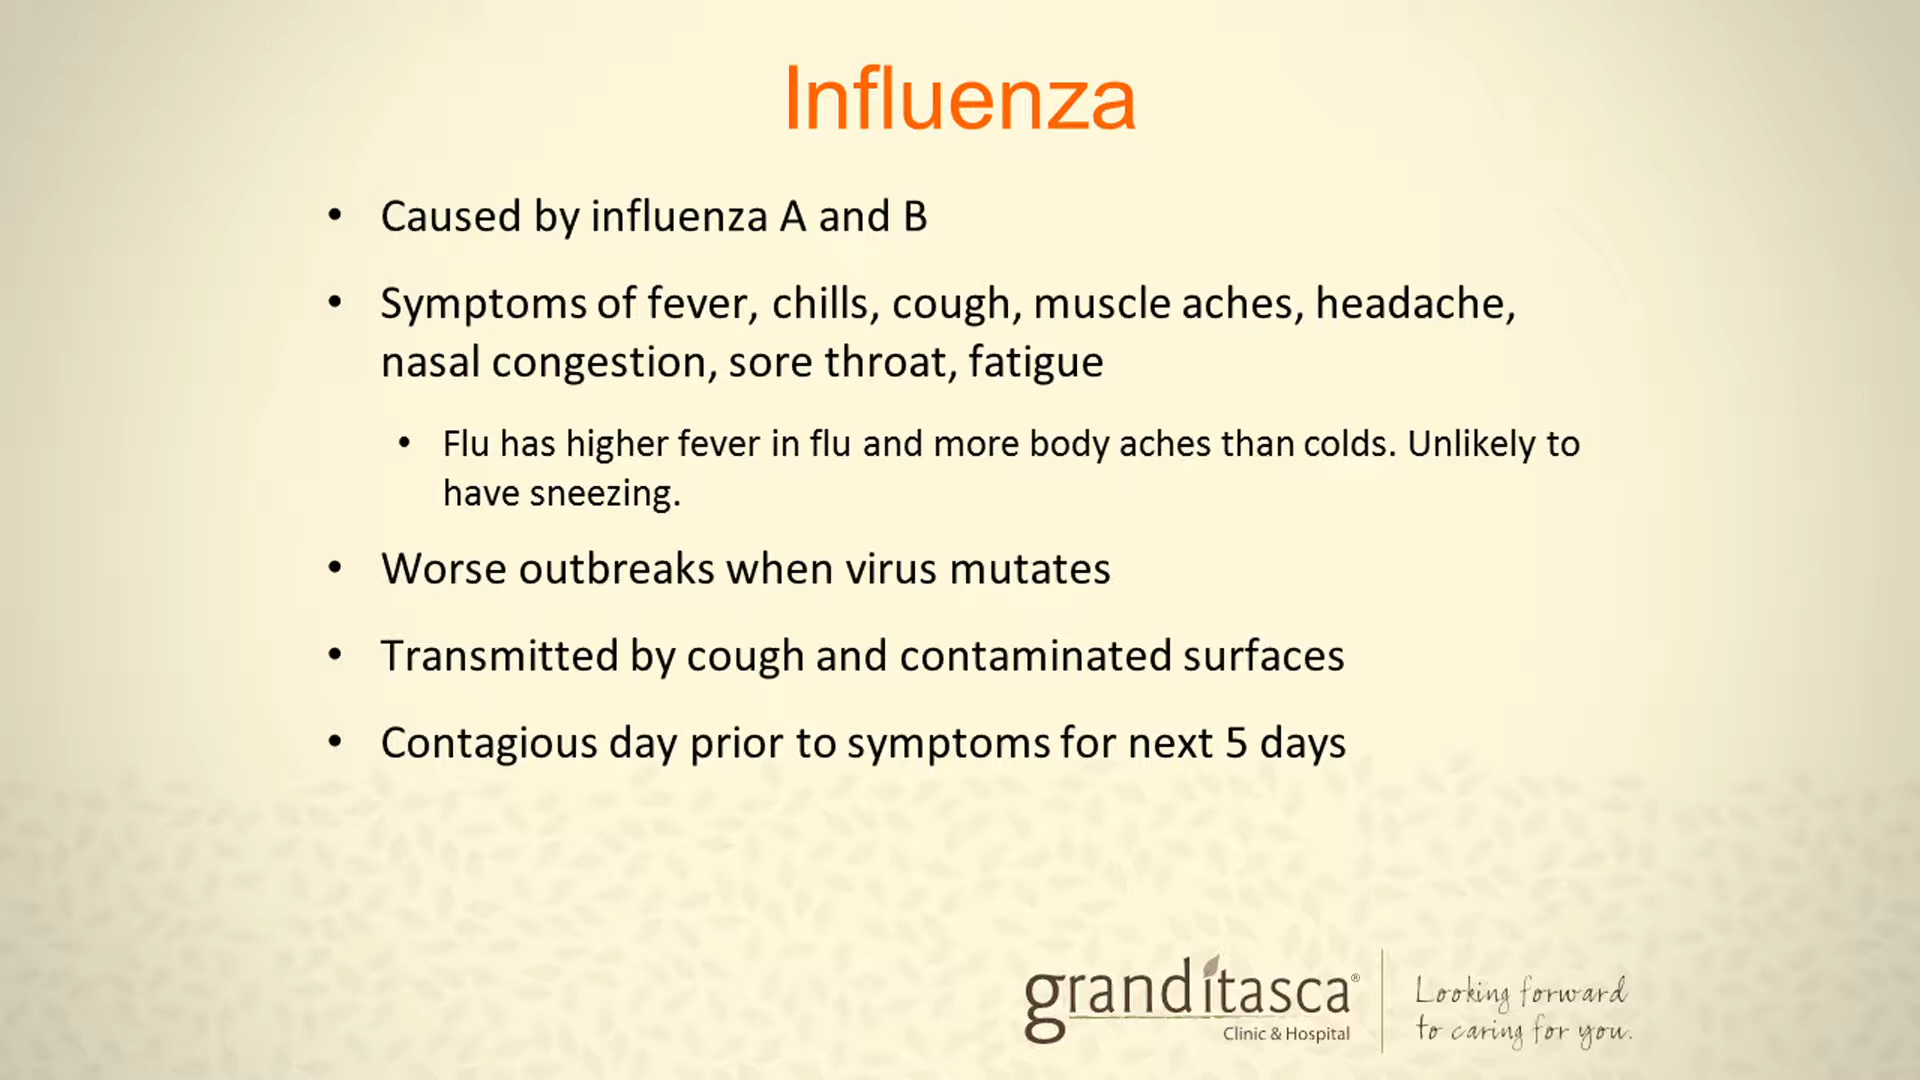 Influenza
• Caused by influenza A and B
• Symptoms of fever, chills, cough, muscle aches, headache,
nasal congestion, sore throat, fatigue
• Flu has higher fever in flu and more body aches than colds. Unlikely to
have sneezing.
• Worse outbreaks when virus mutates
• Transmitted by cough and contaminated surfaces
• Contagious day prior to symptoms for next 5 days
granditasca®
Clinic & Hospital
Looking forward
to caring for you.